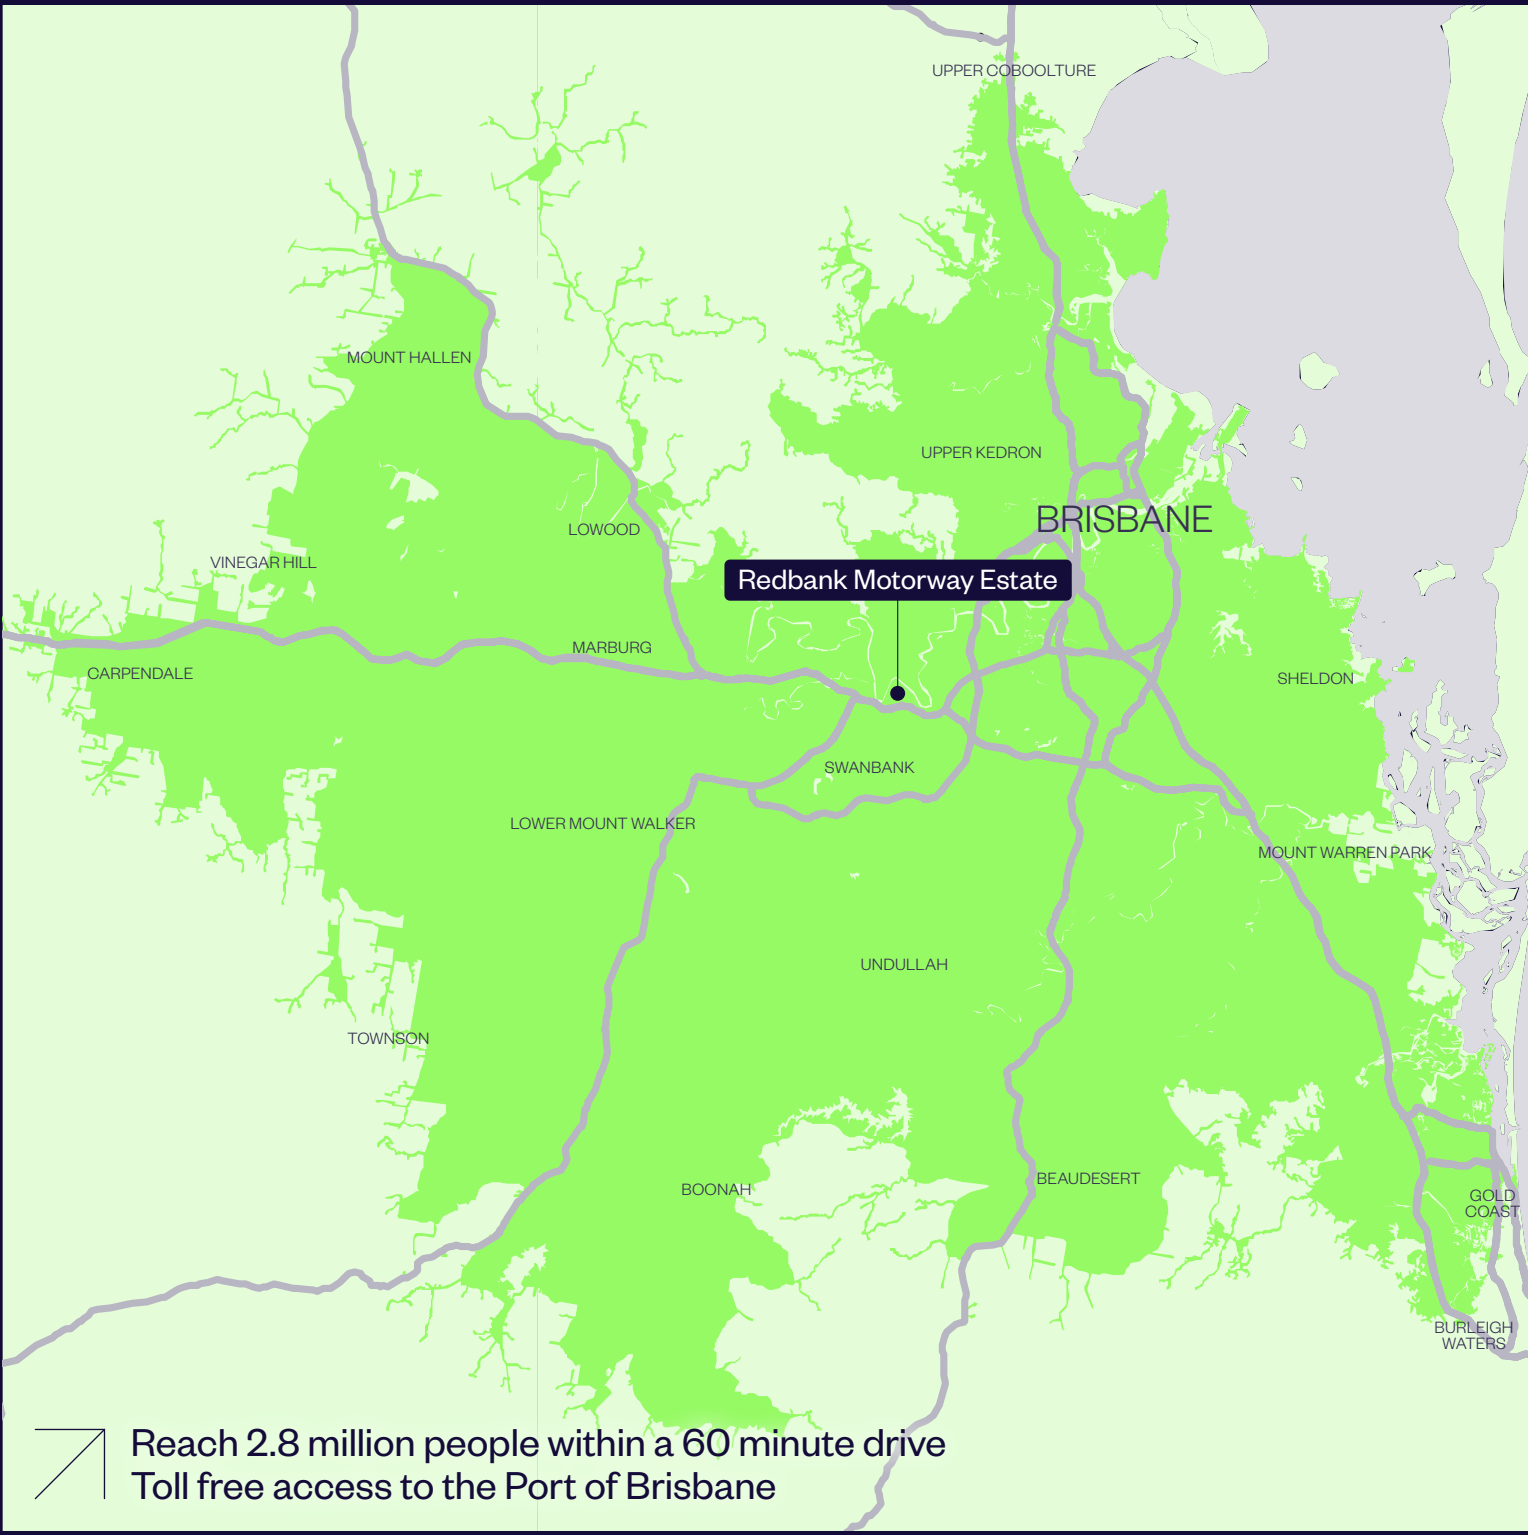 UPPER COBOOLTURE
MOUNT HALLEN
UPPER KEDRON
BRISBANE
LOWOOD
VINEGAR HILL
Redbank Motorway Estate
MARBURG
CARPENDALE
SHELDON
SWANBANK
LOWER MOUNT WALKER
MOUNT WARREN PARK
UNDULLAH
TOWNSON
BEAUDESERT
BOONAH
GOLD
COAST
BURLEIGH
WATERS
Reach 2.8 million people within a 60 minute drive
Toll free access to the Port of Brisbane